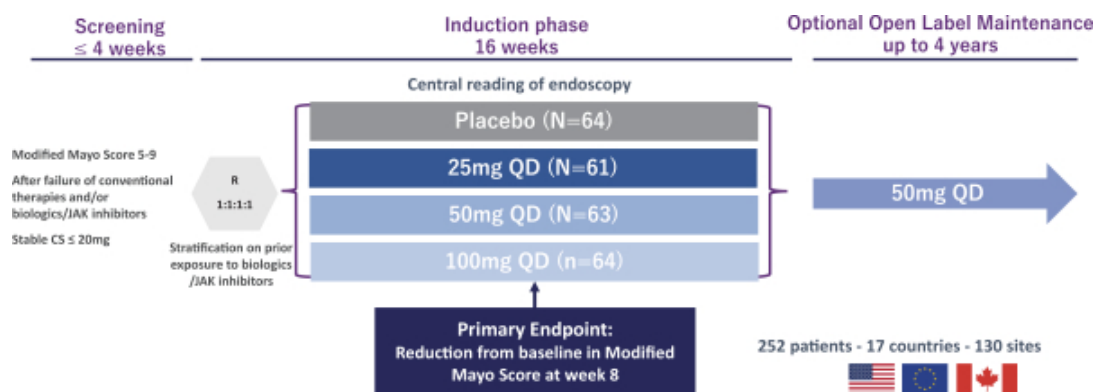 Screening
≤ 4 weeks
Induction phase
16 weeks
Optional Open Label Maintenance
up to 4 years
Central reading of endoscopy
Placebo (N=64)
25mg QD (N=61)
50mg QD (N=63)
100mg QD (n=64)
Modified Mayo Score 5-9
After failure of conventional
therapies and/or
biologics/JAK inhibitors
Stable CS ≤ 20mg
R
1:1:1:1
Stratification on prior
exposure to biologics
/JAK inhibitors
50mg QD
Primary Endpoint:
Reduction from baseline in Modified
Mayo Score at week 8
252 patients - 17 countries - 130 sites